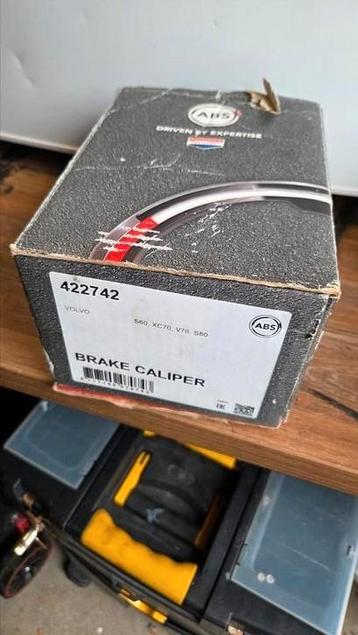 ABS
DRIVEN BY EXPERTISE
422742
VOLVO
S60, XC70, V70, S80
ABS
BRAKE CALIPER